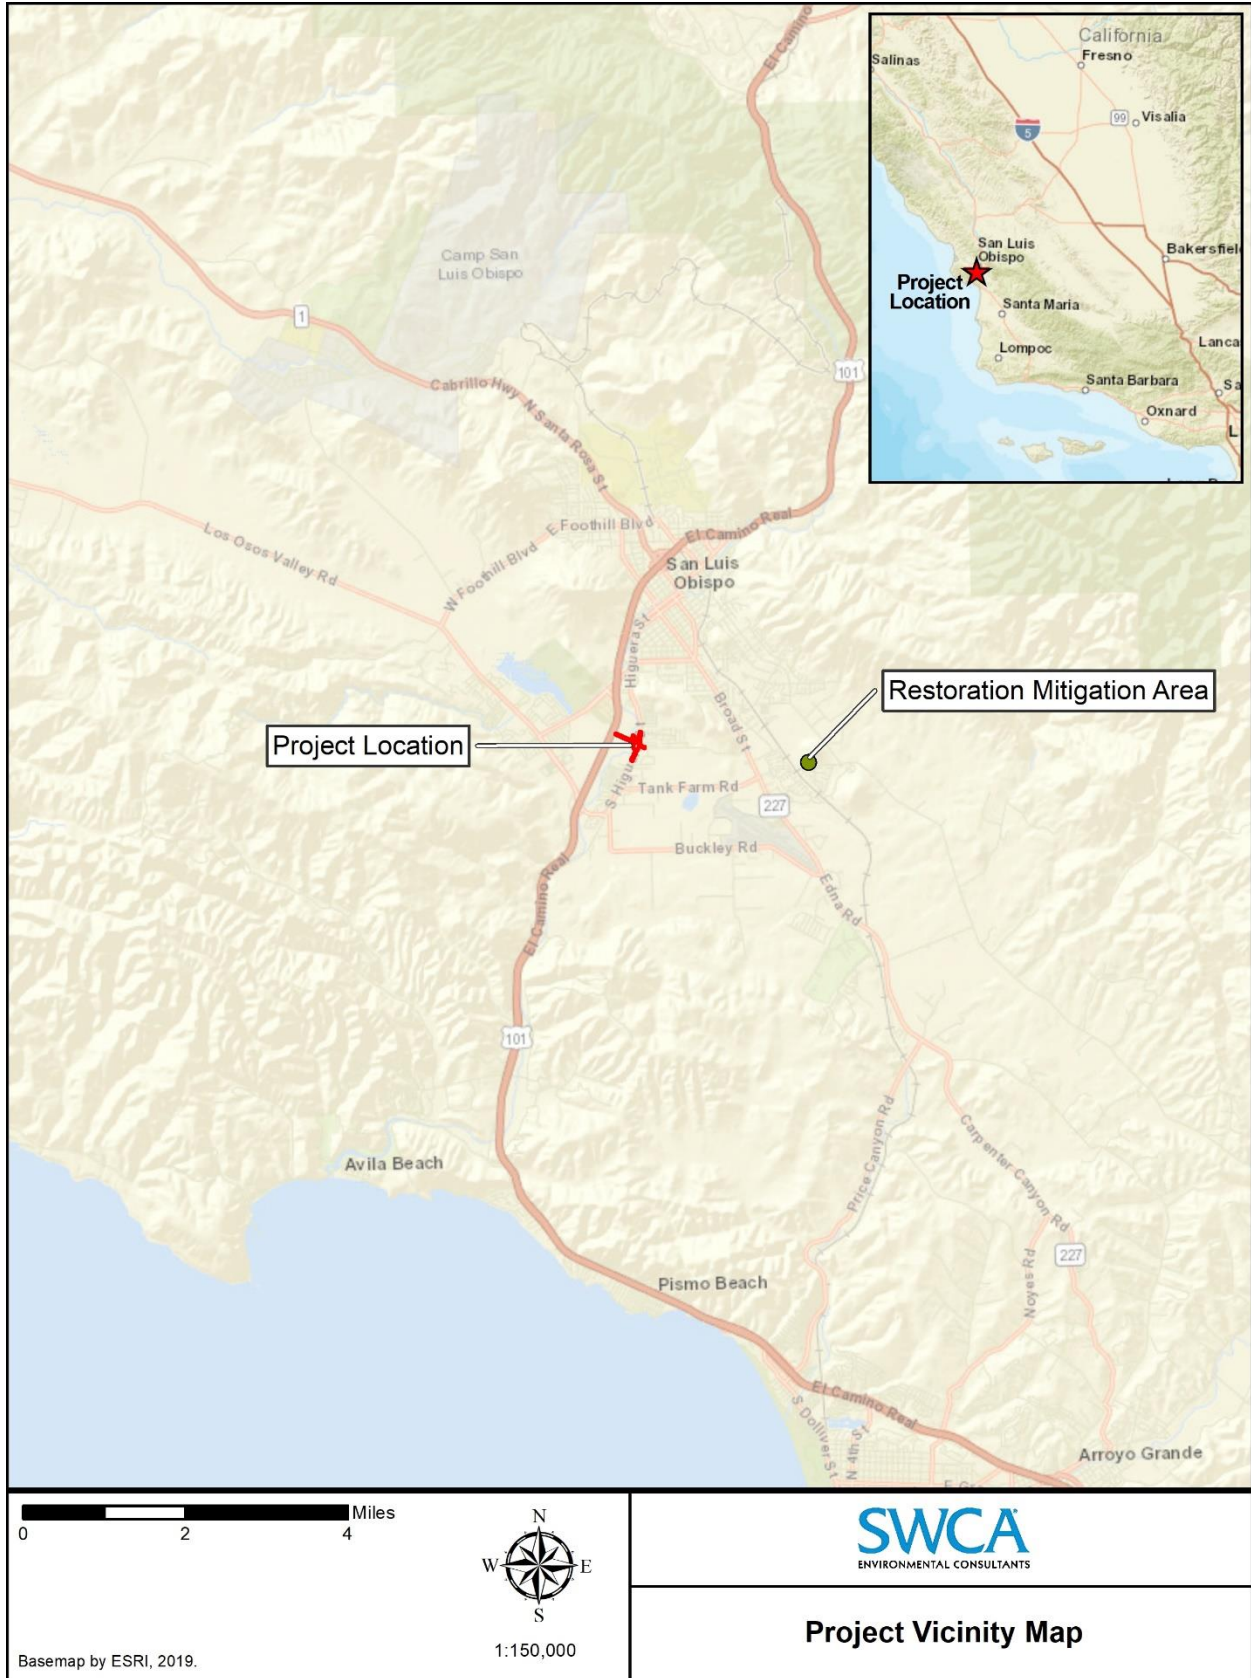 El Camino
California
Fresno
Salinas
99
Visalia
5
San Luis
Obispo
Bakersfiel
Project
Location
Santa Maria
Lompoc
Lanca
Santa Barbara
Sa
Oxnard
L
Camp San
Luis Obispo
1
101
Cabrillo Hwy
N Santa Rosa St
Los Osos Valley Rd
W Foothill Blvd
E Foothill Blvd
El Camino Real
San Luis
Obispo
Higuera St
Broad St
Restoration Mitigation Area
Project Location
t
S Higu
Tank Farm Rd
227
Buckley Rd
El Camino Real
Edna Rd
101
Price Canyon Rd
Carpenter Canyon Rd
Avila Beach
Noyes Rd
227
Pismo Beach
El Camino Real
S Dolliver St
N 4th St
Arroyo Grande
E Gr
Miles
0 2 4
N
W E
S
1:150,000
Basemap by ESRI, 2019.
SWCA
ENVIRONMENTAL CONSULTANTS
Project Vicinity Map